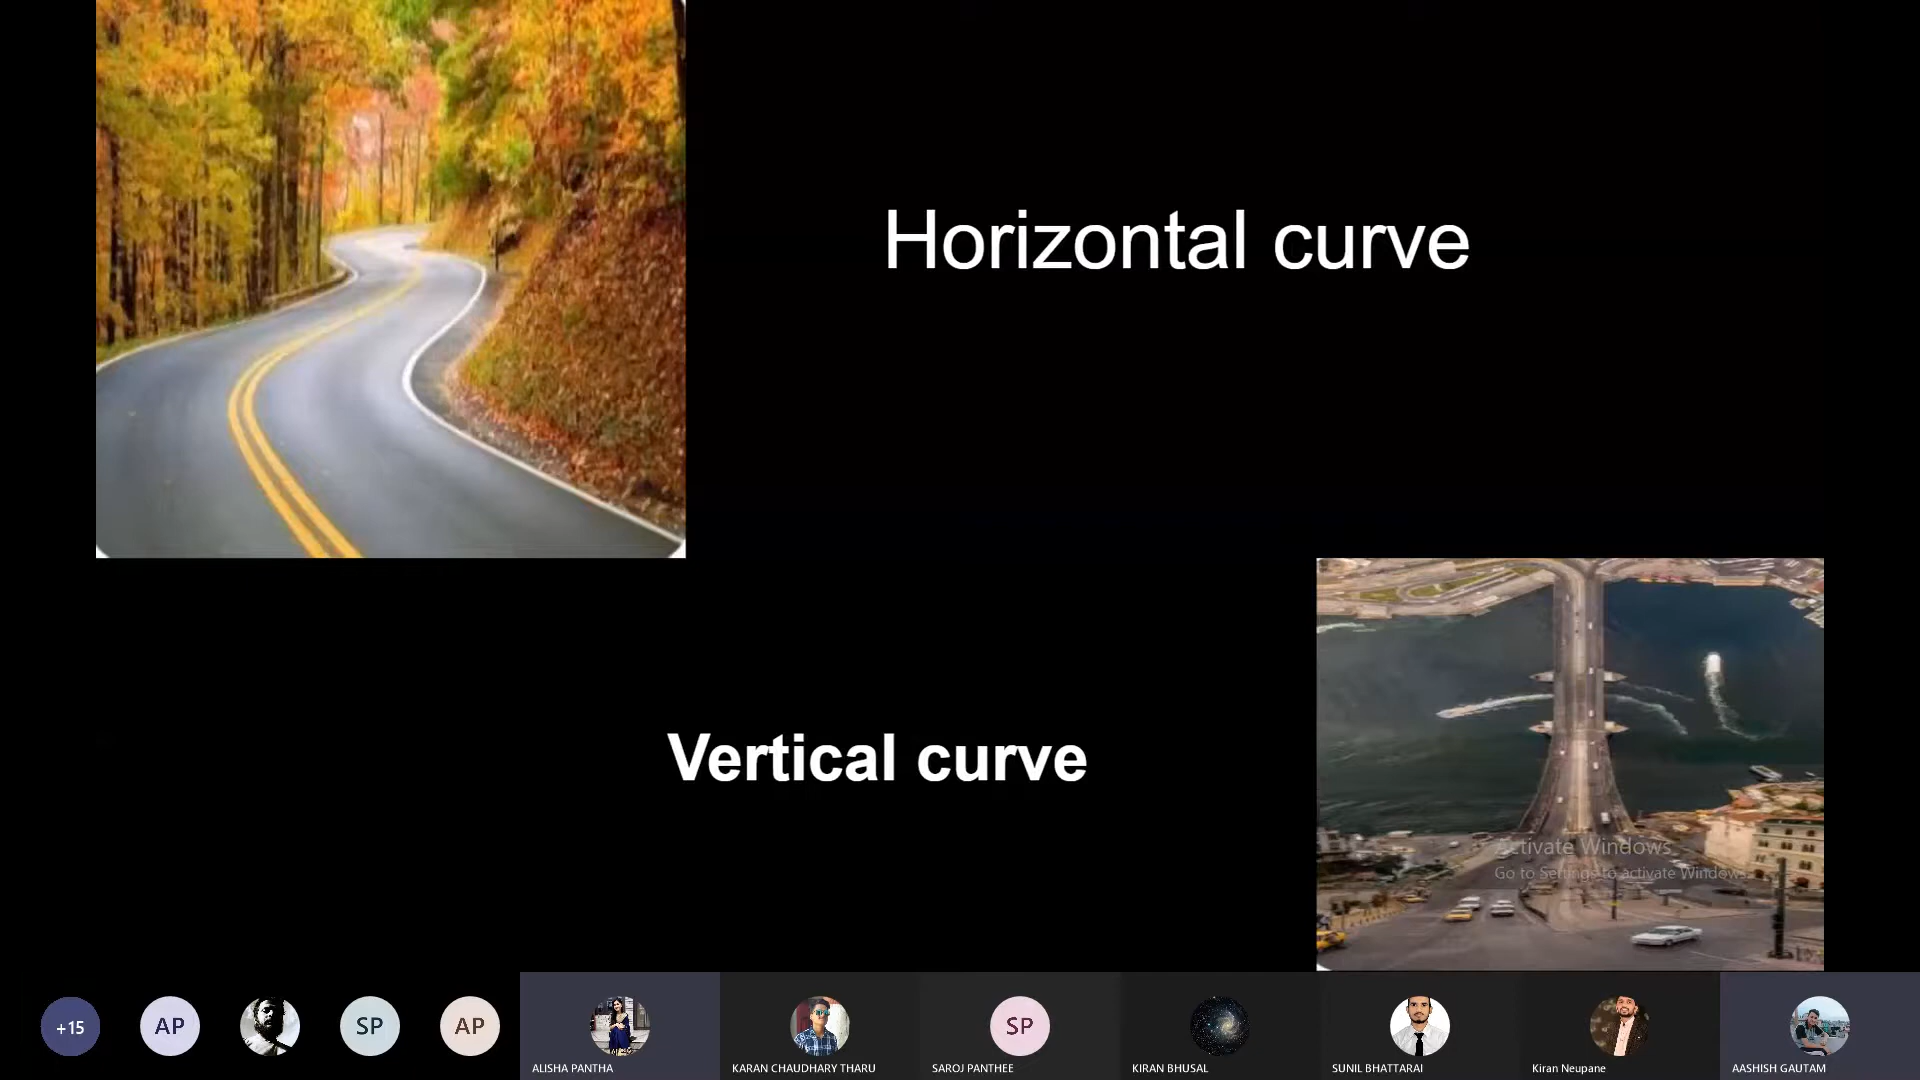 Horizontal curve
Vertical curve
Activate Windows
Go to Settings to activate Windows.
+15
AP
SP
AP
ALISHA PANTHA
KARAN CHAUDHARY THARU
SP
SAROJ PANTHEE
KIRAN BHUSAL
SUNIL BHATTARAI
Kiran Neupane
AASHISH GAUTAM